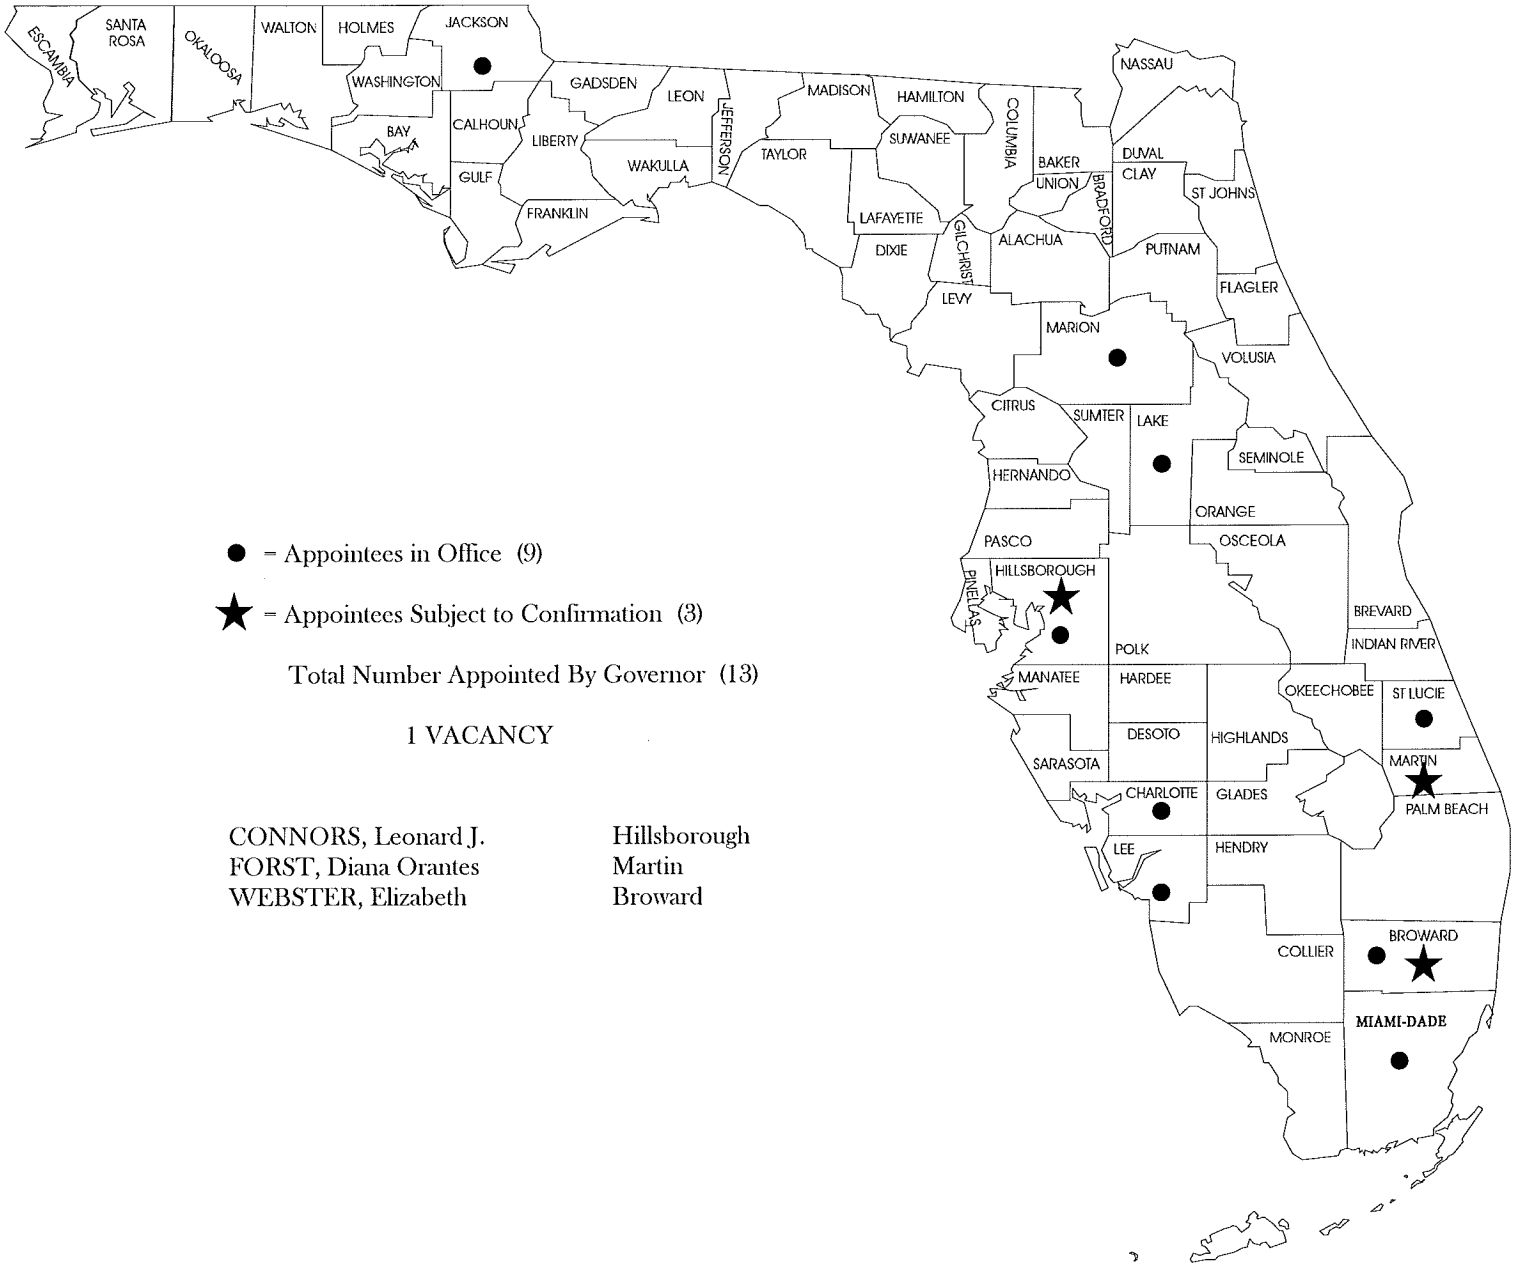 ESCAMBIA
SANTA
ROSA
OKALOOSA
WALTON
HOLMES
JACKSON
WASHINGTON
BAY
CALHOUN
GULF
LIBERTY
GADSDEN
LEON
WAKULLA
FRANKLIN
JEFFERSON
MADISON
TAYLOR
HAMILTON
SUWANEE
LAFAYETTE
DIXIE
COLUMBIA
GILCHRIST
BAKER
UNION
BRADFORD
ALACHUA
LEVY
NASSAU
DUVAL
CLAY
ST JOHNS
PUTNAM
FLAGLER
MARION
VOLUSIA
CITRUS
SUMTER
LAKE
SEMINOLE
HERNANDO
ORANGE
PASCO
OSCEOLA
PINELLAS
HILLSBOROUGH
POLK
BREVARD
INDIAN RIVER
MANATEE
HARDEE
OKEECHOBEE
ST LUCIE
DESOTO
HIGHLANDS
SARASOTA
MARTIN
CHARLOTTE
GLADES
PALM BEACH
LEE
HENDRY
BROWARD
COLLIER
MIAMI-DADE
MONROE
= Appointees in Office (9)
= Appointees Subject to Confirmation (3)
Total Number Appointed By Governor (13)
1 VACANCY
CONNORS, Leonard J. Hillsborough
FORST, Diana Orantes Martin
WEBSTER, Elizabeth Broward